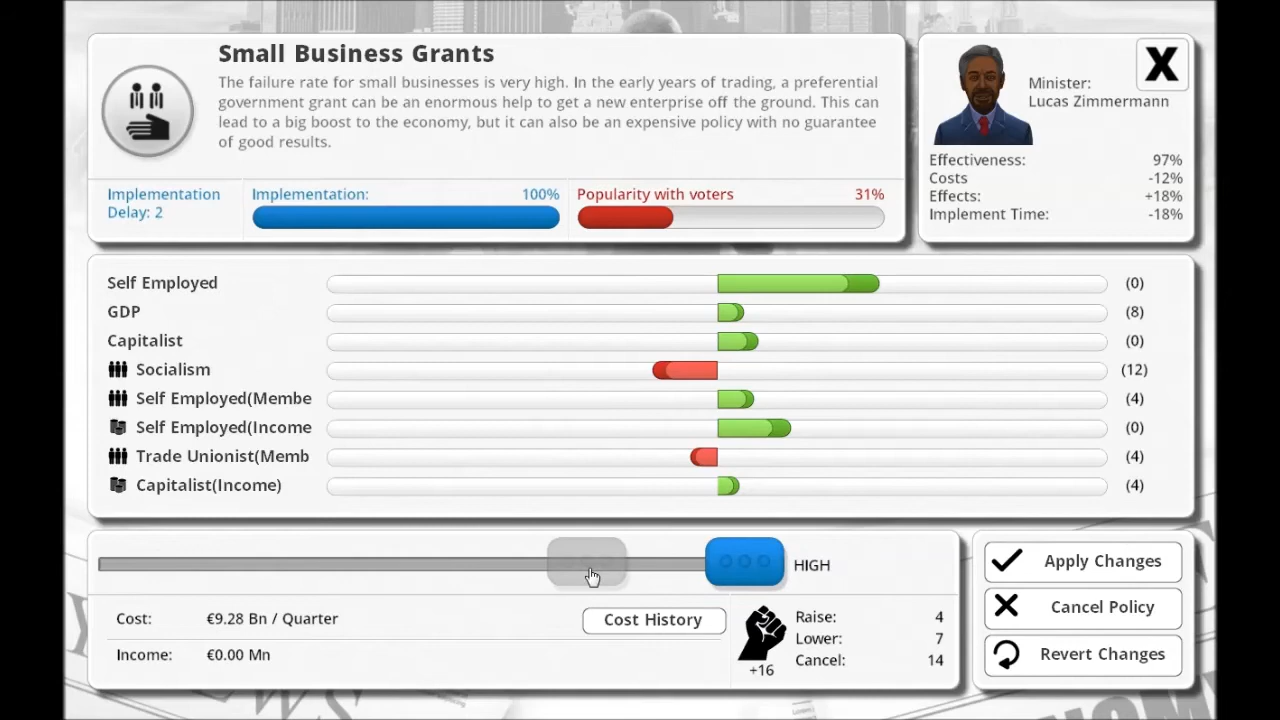 Small Business Grants
The failure rate for small businesses is very high. In the early years of trading, a preferential
government grant can be an enormous help to get a new enterprise off the ground. This can
lead to a big boost to the economy, but it can also be an expensive policy with no guarantee
of good results.
Implementation
Delay: 2
Implementation: 100%
Popularity with voters 31%
X
Minister:
Lucas Zimmermann
Effectiveness: 97%
Costs -12%
Effects: +18%
Implement Time: -18%
Self Employed (0)
GDP (8)
Capitalist (0)
Socialism (12)
Self Employed(Membe (4)
Self Employed(Income (0)
Trade Unionist(Memb (4)
Capitalist(Income) (4)
HIGH
Cost: €9.28 Bn / Quarter
Cost History
Income: €0.00 Mn
+16
Raise: 4
Lower: 7
Cancel: 14
Apply Changes
Cancel Policy
Revert Changes